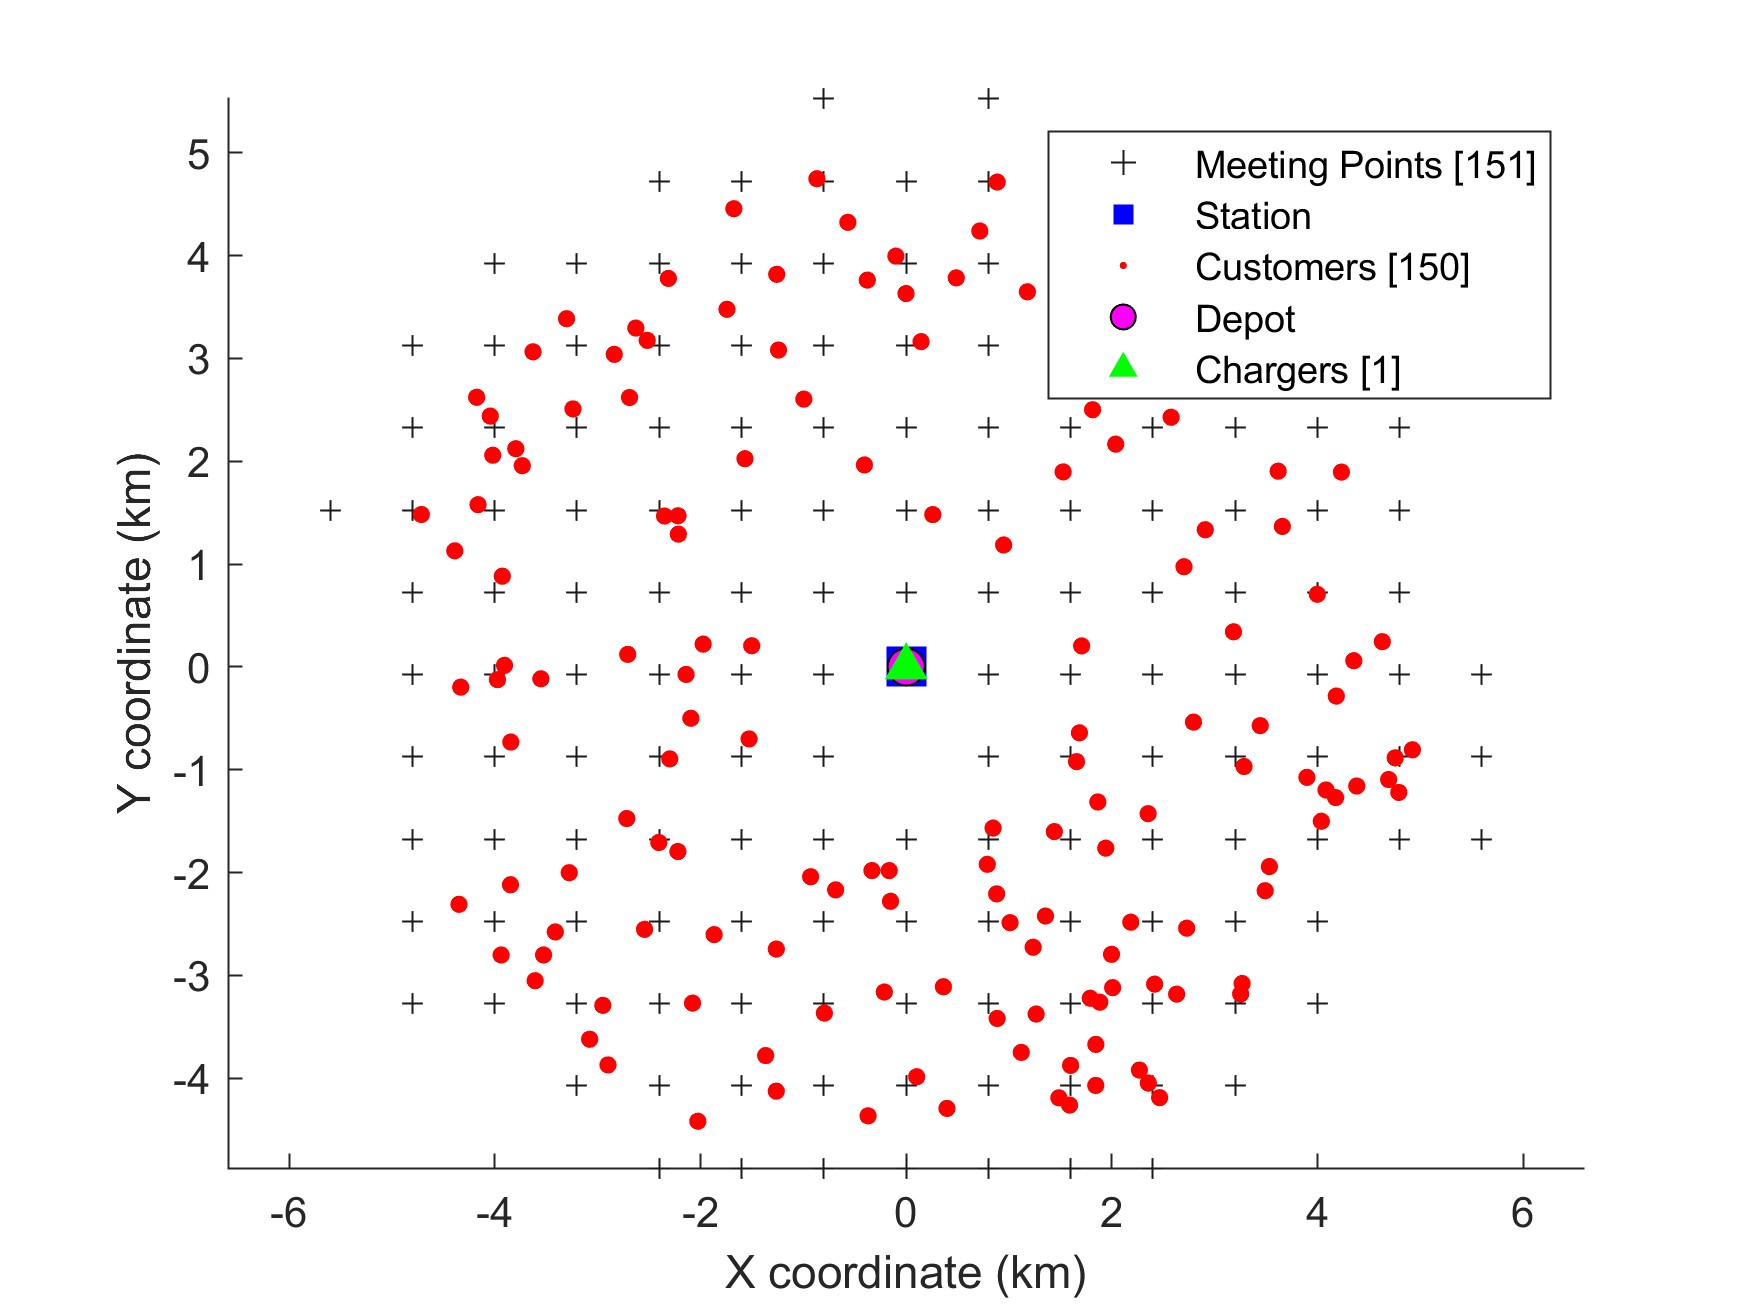 5
4
3
2
1
0
-1
-2
-3
-4
-6
-4
-2
0
2
4
6
X coordinate (km)
Y coordinate (km)
Meeting Points [151]
Station
Customers [150]
Depot
Chargers [1]